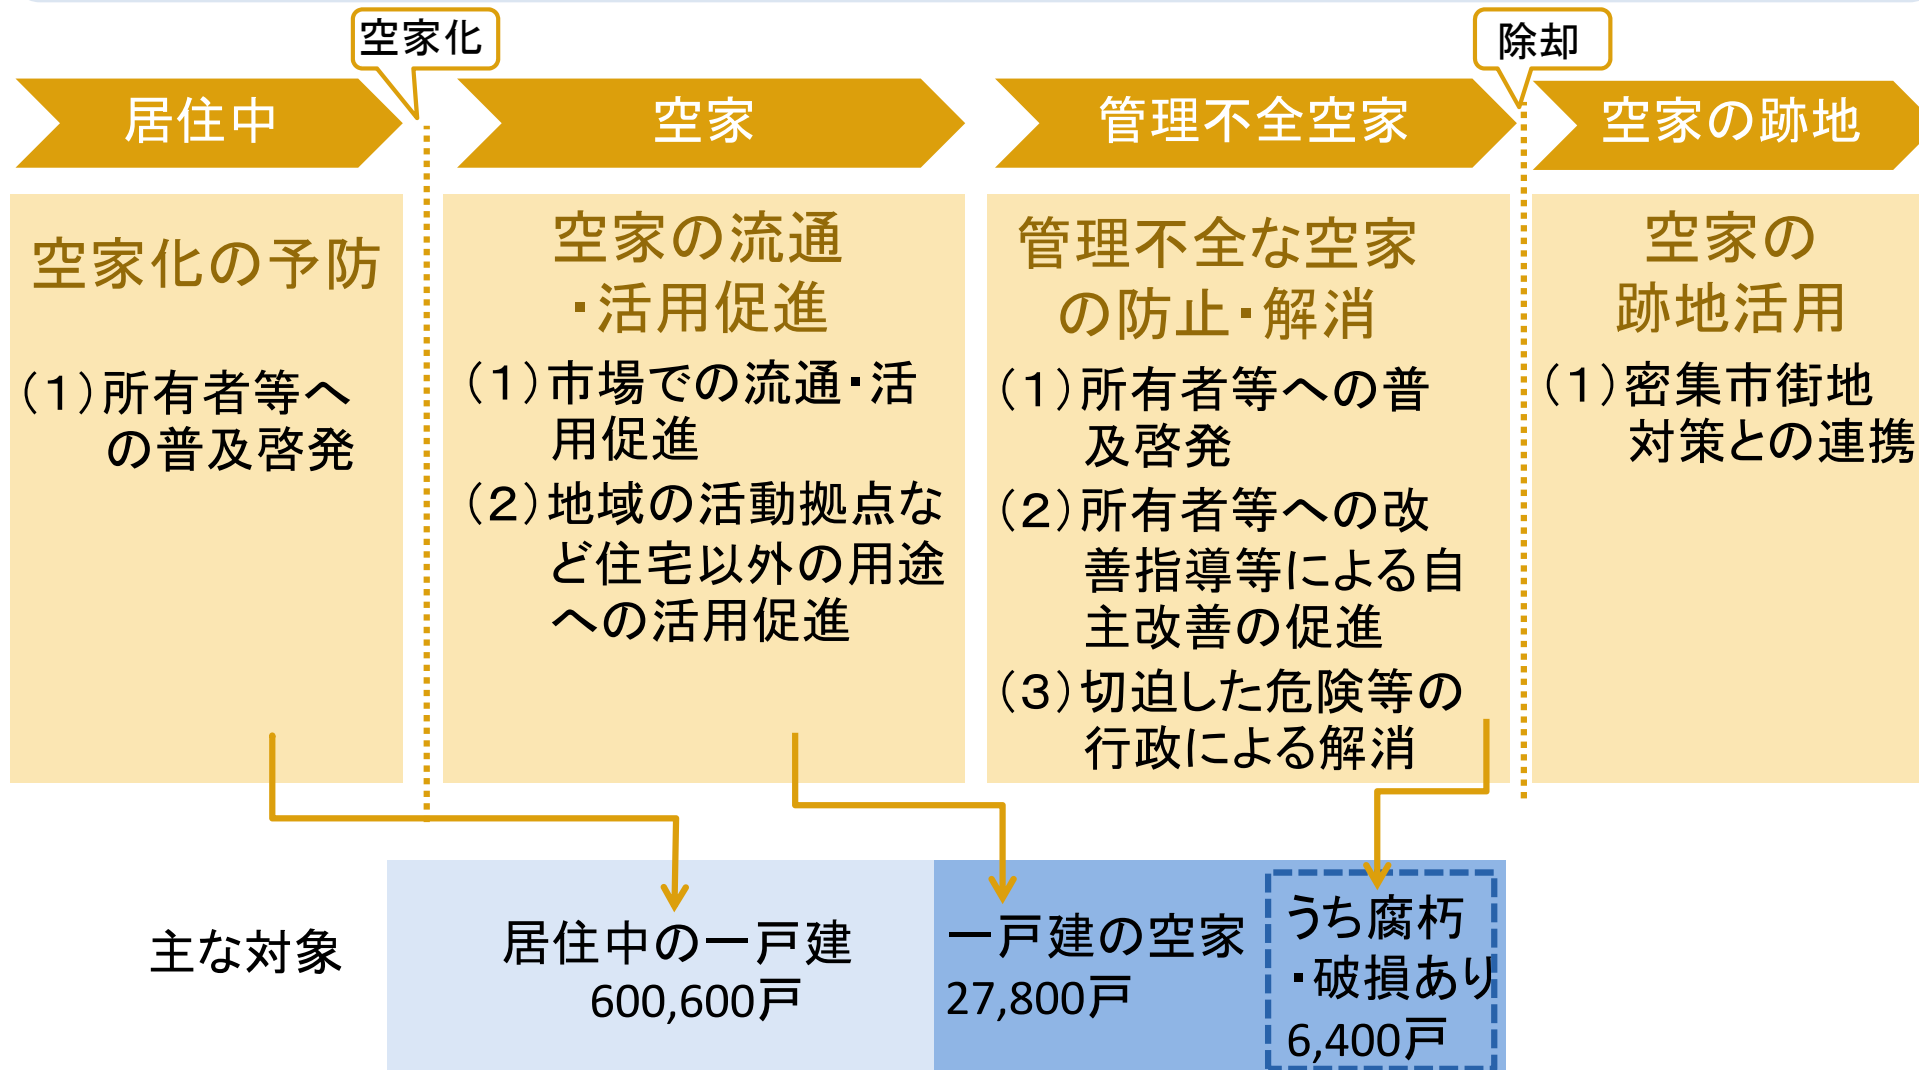 空家化
除却
居住中
空家
管理不全空家
空家の跡地
空家化の予防
(1)所有者等へ
の普及啓発
空家の流通
・活用促進
(1)市場での流通・活
用促進
(2)地域の活動拠点な
ど住宅以外の用途
への活用促進
管理不全な空家
の防止・解消
(1)所有者等への普
及啓発
(2)所有者等への改
善指導等による自
主改善の促進
(3)切迫した危険等の
行政による解消
空家の
跡地活用
(1)密集市街地
対策との連携
主な対象
居住中の一戸建
600,600戸
一戸建の空家
27,800戸
うち腐朽
・破損あり
6,400戸